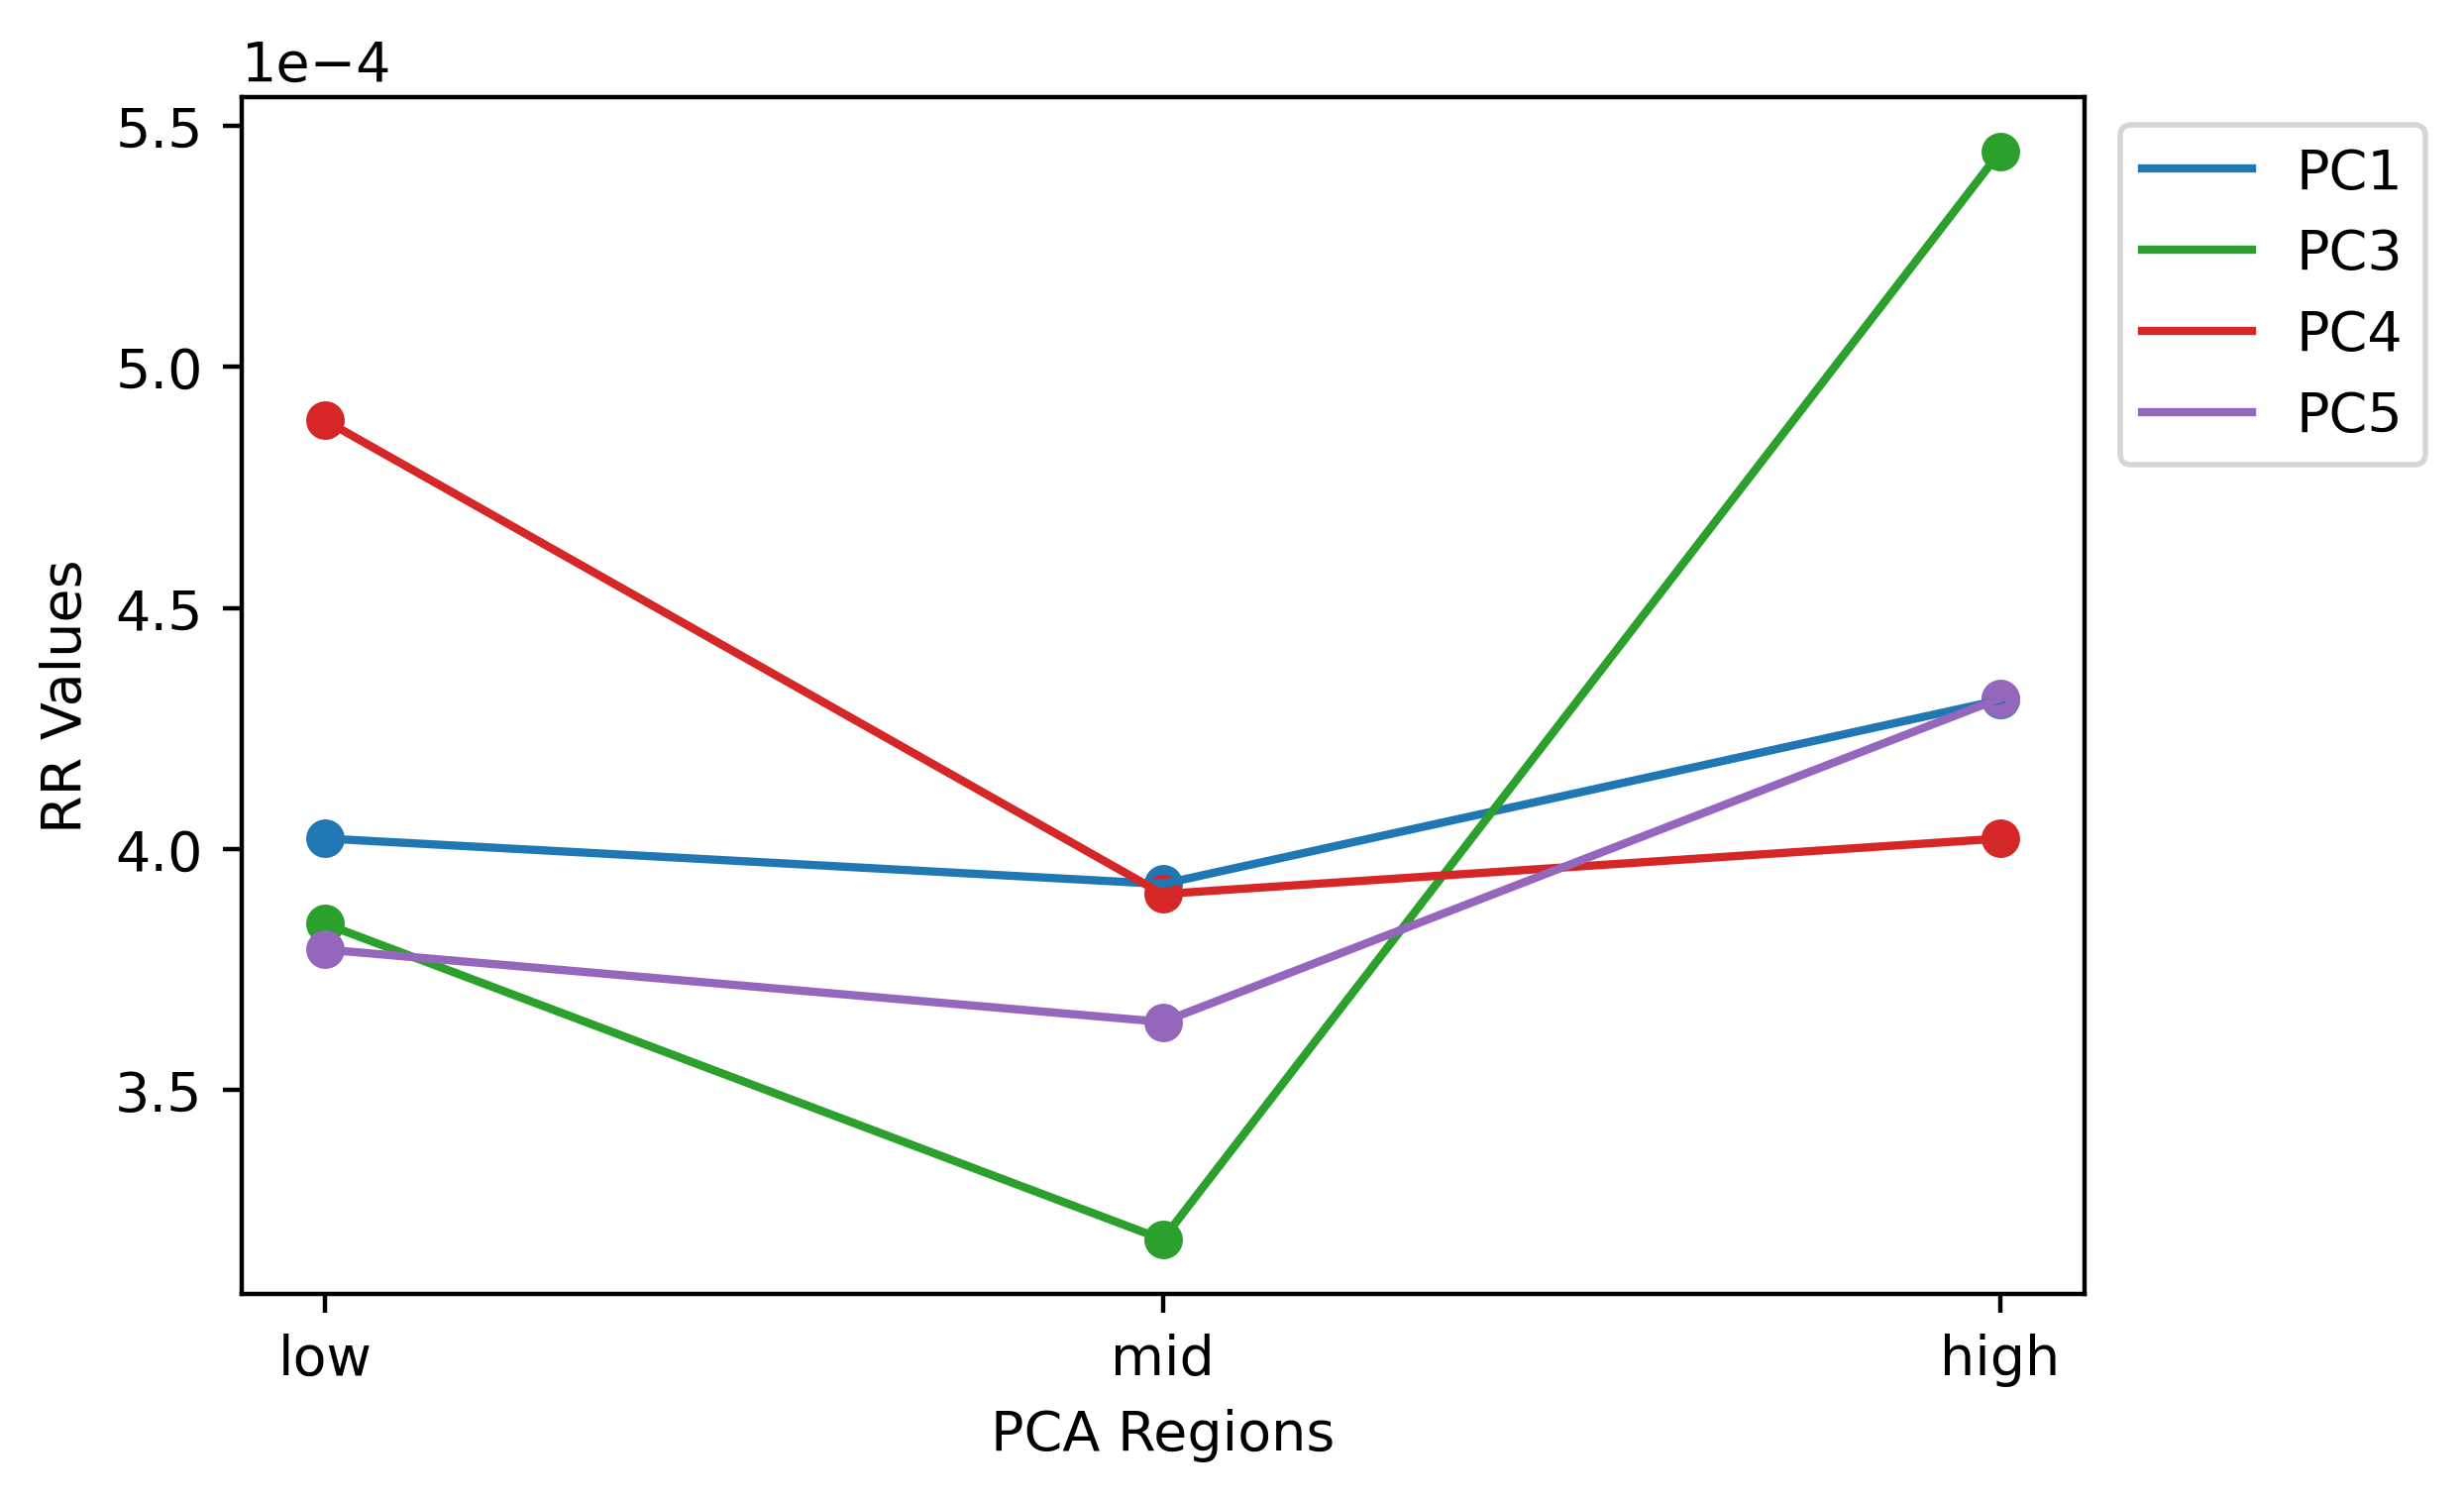 1e−4
5.5
5.0
4.5
4.0
3.5
RR Values
low
mid
high
PCA Regions
PC1
PC3
PC4
PC5